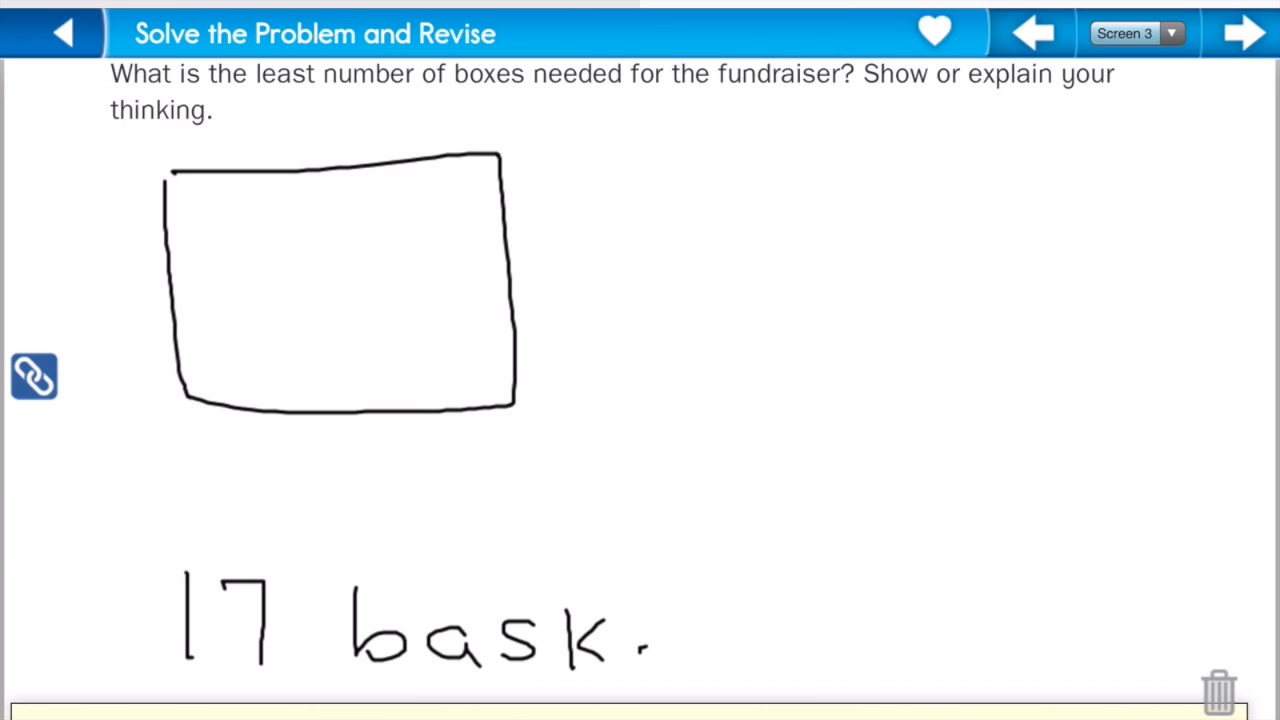 Solve the Problem and Revise
Screen 3
What is the least number of boxes needed for the fundraiser? Show or explain your
thinking.
17 bask.